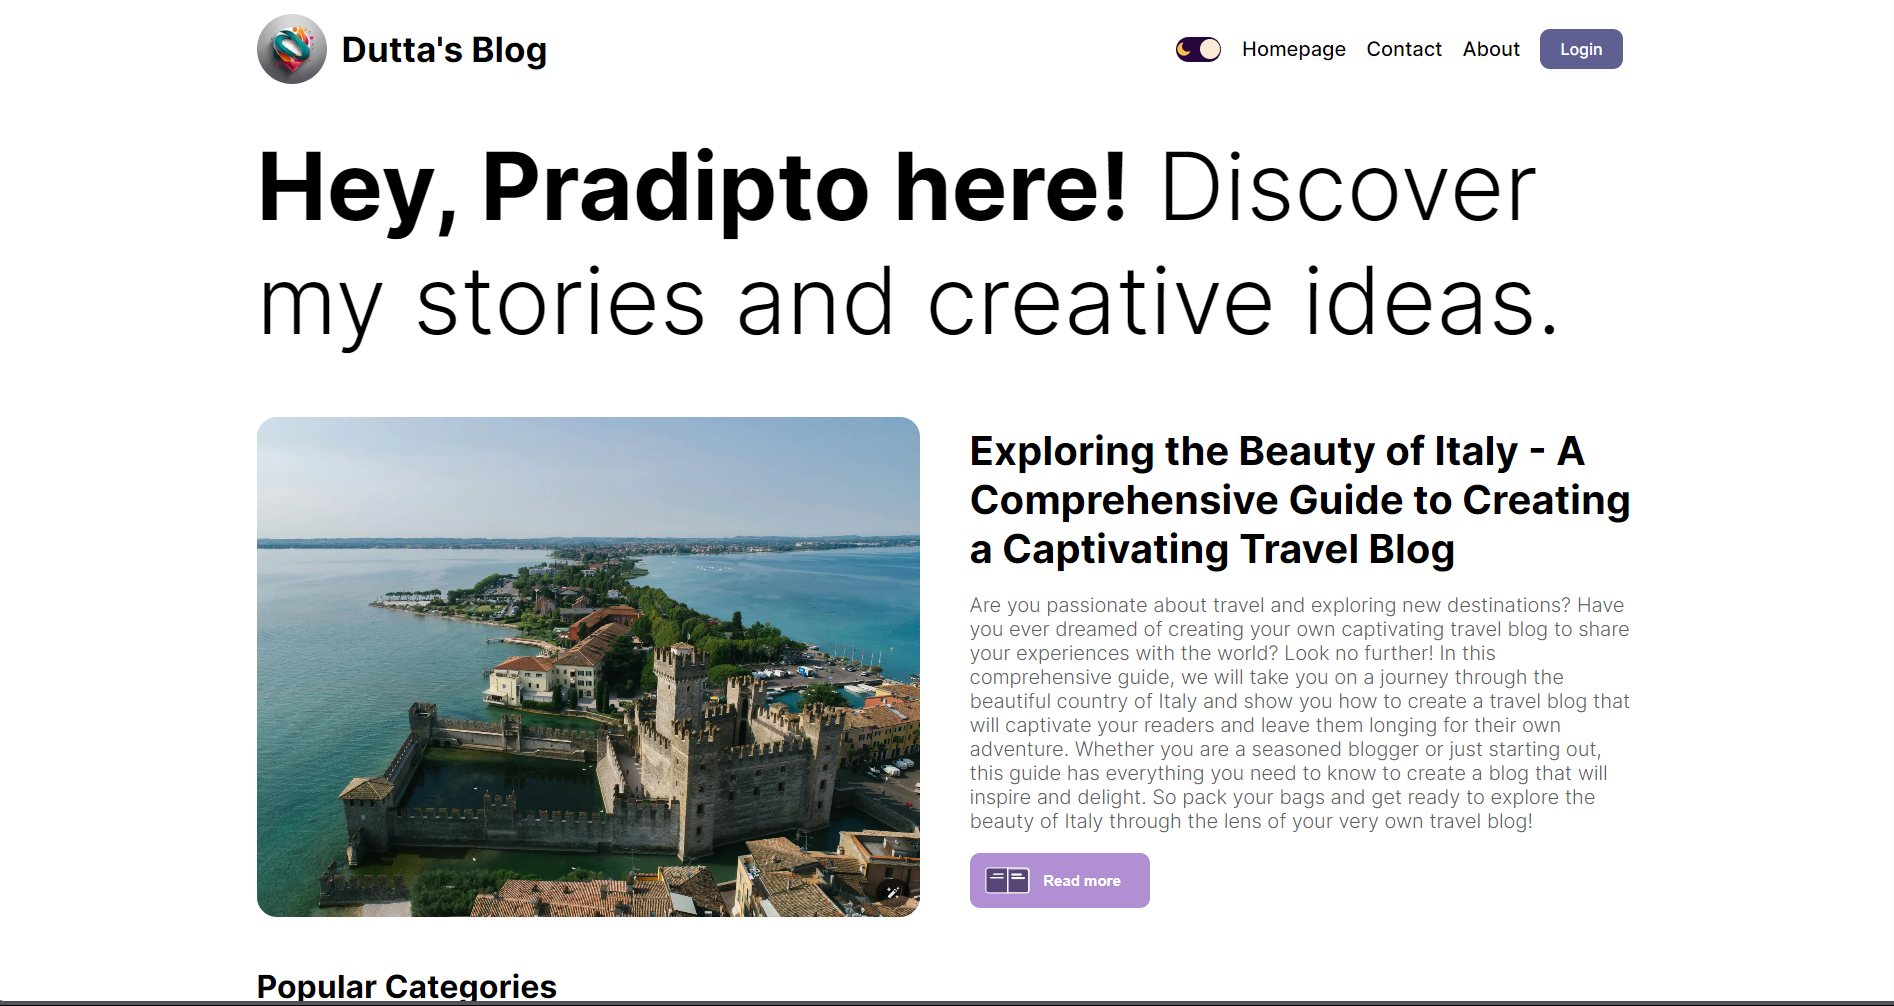 Dutta's Blog
Homepage
Contact
About
Login
Hey, Pradipto here! Discover
my stories and creative ideas.
Exploring the Beauty of Italy - A
Comprehensive Guide to Creating
a Captivating Travel Blog
Are you passionate about travel and exploring new destinations? Have
you ever dreamed of creating your own captivating travel blog to share
your experiences with the world? Look no further! In this
comprehensive guide, we will take you on a journey through the
beautiful country of Italy and show you how to create a travel blog that
will captivate your readers and leave them longing for their own
adventure. Whether you are a seasoned blogger or just starting out,
this guide has everything you need to know to create a blog that will
inspire and delight. So pack your bags and get ready to explore the
beauty of Italy through the lens of your very own travel blog!
Read more
Popular Categories